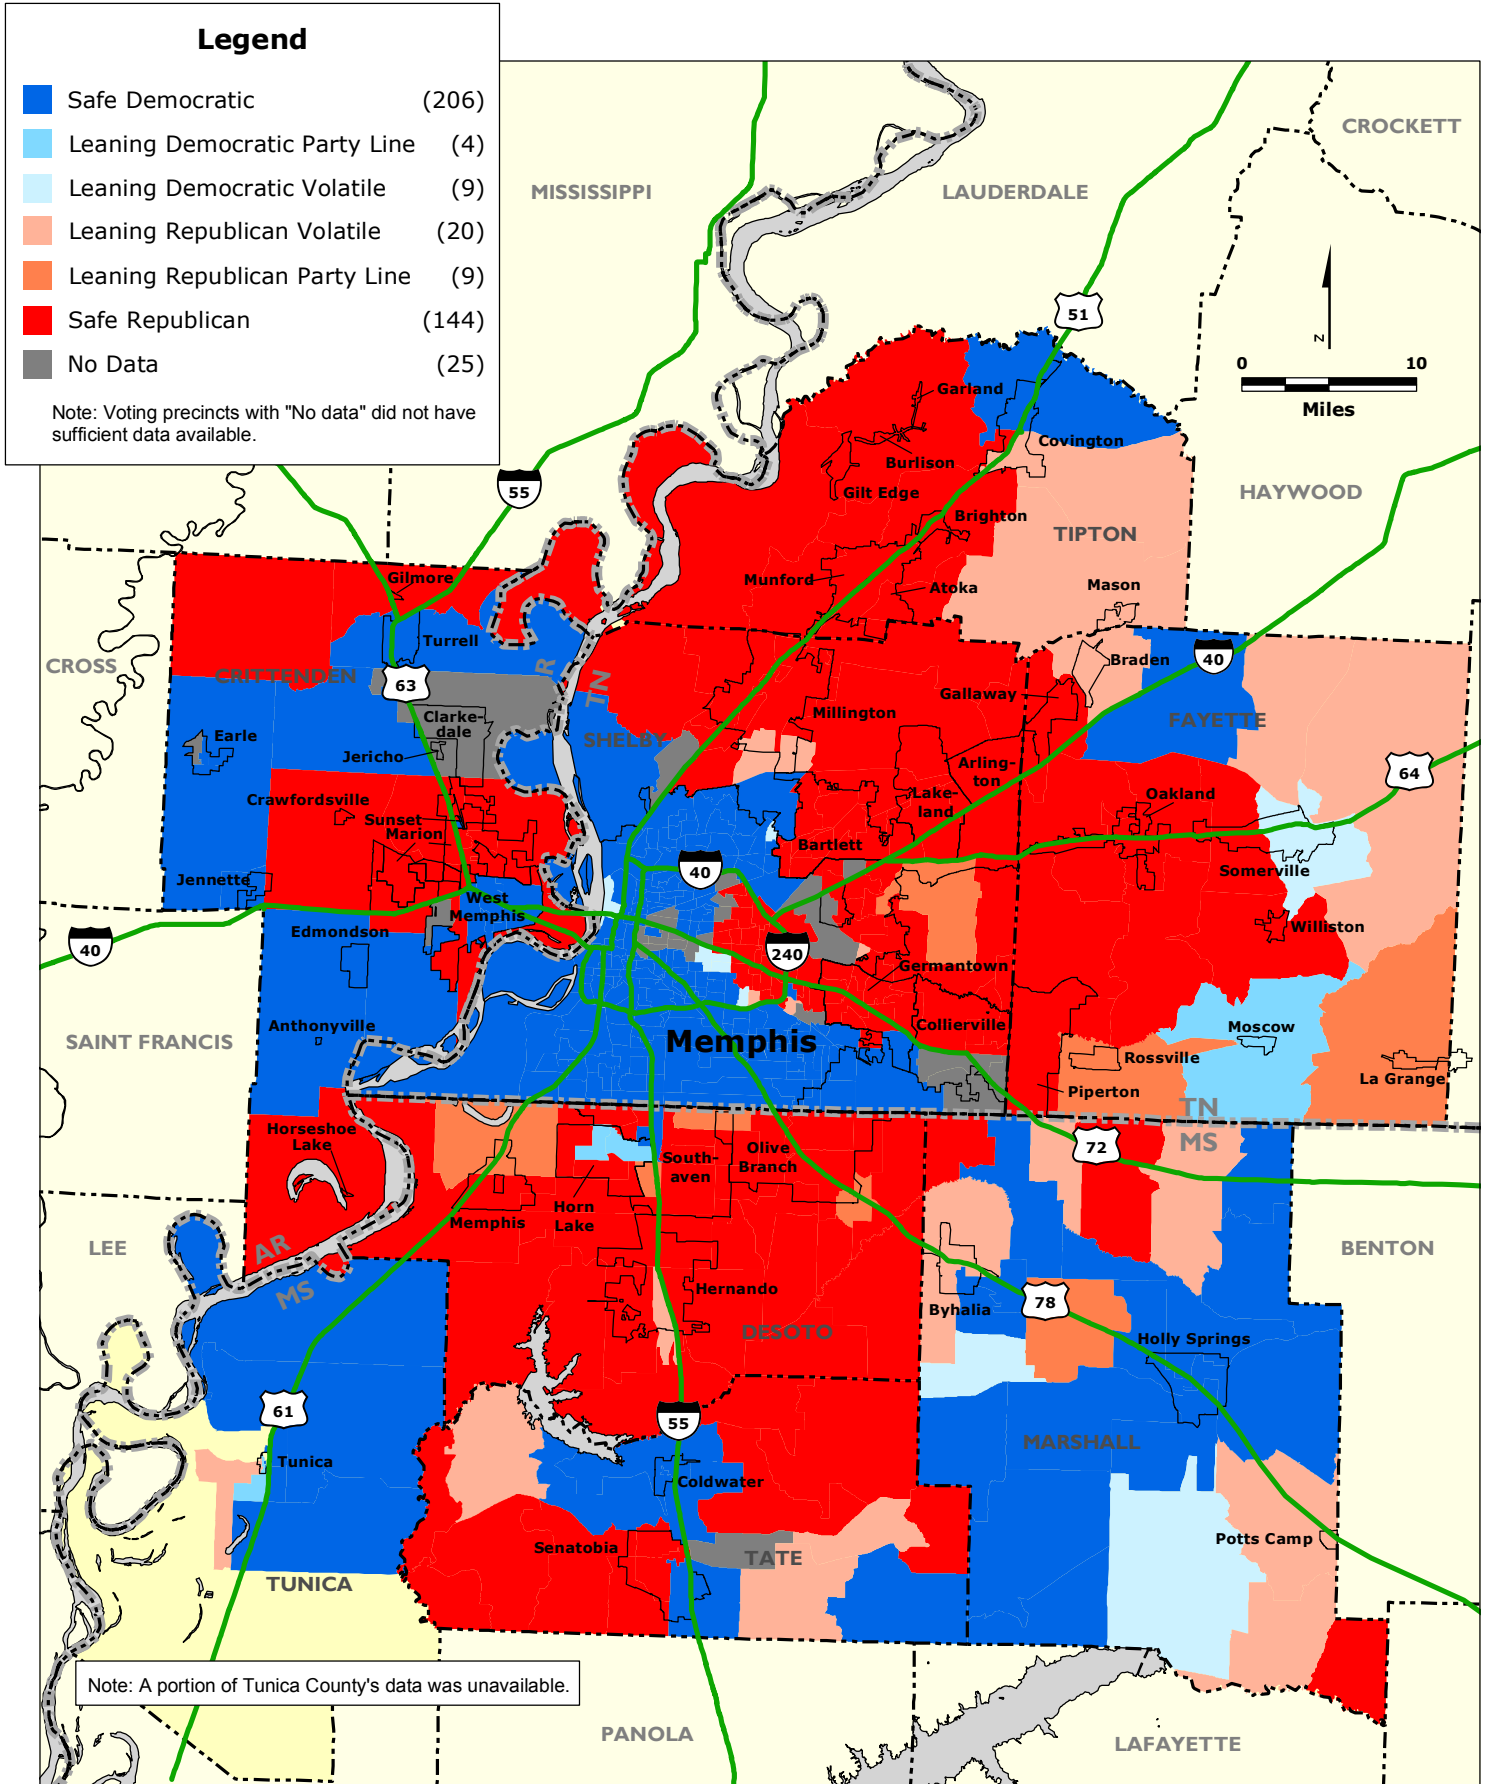 Legend
Safe Democratic (206)
Leaning Democratic Party Line (4)
Leaning Democratic Volatile (9)
Leaning Republican Volatile (20)
Leaning Republican Party Line (9)
Safe Republican (144)
No Data (25)
Note: Voting precincts with "No data" did not have
sufficient data available.
CROCKETT
MISSISSIPPI
LAUDERDALE
51
N
0 10
Miles
Garland
Covington
Burlison
55
Gilt Edge
HAYWOOD
Brighton
TIPTON
Gilmore
Munford
Atoka
Mason
Turrell
CROSS
CRITTENDEN
63
R
TN
Braden
40
Gallaway
Clarke-
dale
Millington
FAYETTE
Earle
SHELBY
Jericho
Arling-
ton
64
Crawfordsville
Lake-
land
Oakland
Sunset
Marion
Bartlett
40
Somerville
Jennette
West
Memphis
Williston
Edmondson
40
240
Germantown
Anthonyville
Collierville
Moscow
SAINT FRANCIS
Memphis
Rossville
La Grange
Piperton
TN
MS
Horseshoe
Lake
South-
aven
Olive
Branch
72
Horn
Lake
Memphis
LEE
AR
MS
BENTON
Hernando
Byhalia
78
DESOTO
Holly Springs
61
55
MARSHALL
Tunica
Coldwater
Senatobia
TATE
Potts Camp
TUNICA
Note: A portion of Tunica County's data was unavailable.
PANOLA
LAFAYETTE